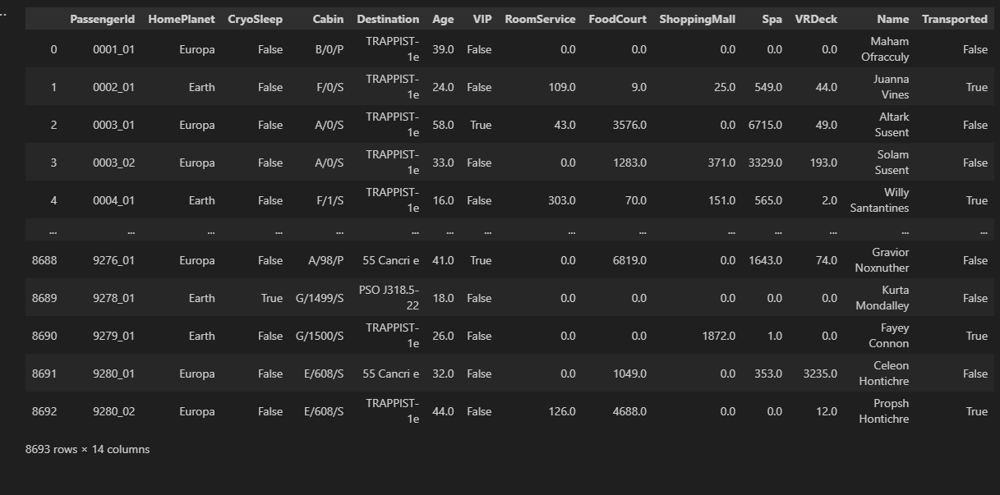 PassengerId HomePlanet CryoSleep Cabin Destination Age VIP RoomService FoodCourt ShoppingMall Spa VRDeck Name Transported
0 0001_01 Europa False B/0/P TRAPPIST-1e 39.0 False 0.0 0.0 0.0 0.0 0.0 Maham Ofracculy False
1 0002_01 Earth False F/0/S TRAPPIST-1e 24.0 False 109.0 9.0 25.0 549.0 44.0 Juanna Vines True
2 0003_01 Europa False A/0/S TRAPPIST-1e 58.0 True 43.0 3576.0 0.0 6715.0 49.0 Altark Susent False
3 0003_02 Europa False A/0/S TRAPPIST-1e 33.0 False 0.0 1283.0 371.0 3329.0 193.0 Solam Susent False
4 0004_01 Earth False F/1/S TRAPPIST-1e 16.0 False 303.0 70.0 151.0 565.0 2.0 Willy Santantines True
... ... ... ... ... ... ... ... ... ... ... ... ... ... ...
8688 9276_01 Europa False A/98/P 55 Cancri e 41.0 True 0.0 6819.0 0.0 1643.0 74.0 Gravior Noxnuther False
8689 9278_01 Earth True G/1499/S PSO J318.5-22 18.0 False 0.0 0.0 0.0 0.0 0.0 Kurta Mondalley False
8690 9279_01 Earth False G/1500/S TRAPPIST-1e 26.0 False 0.0 0.0 1872.0 1.0 0.0 Fayey Connon True
8691 9280_01 Europa False E/608/S 55 Cancri e 32.0 False 0.0 1049.0 0.0 353.0 3235.0 Celeon Hontichre False
8692 9280_02 Europa False E/608/S TRAPPIST-1e 44.0 False 126.0 4688.0 0.0 0.0 12.0 Propsh Hontichre True
8693 rows × 14 columns